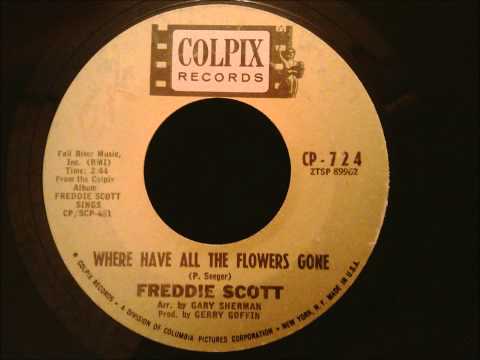 COLPIX
RECORDS
Fall River Music,
Inc. (BMI)
Time: 2:44
From the Colpix
Album
FREDDIE SCOTT
SINGS
CP/SCP-461
CP-724
ZTSP 89962
WHERE HAVE ALL THE FLOWERS GONE
(P. Seeger)
FREDDIE SCOTT
Arr. by GARY SHERMAN
Prod. by GERRY GOFFIN
COLPIX RECORDS - A DIVISION OF COLUMBIA PICTURES CORPORATION - NEW YORK, N.Y. MADE IN U.S.A.